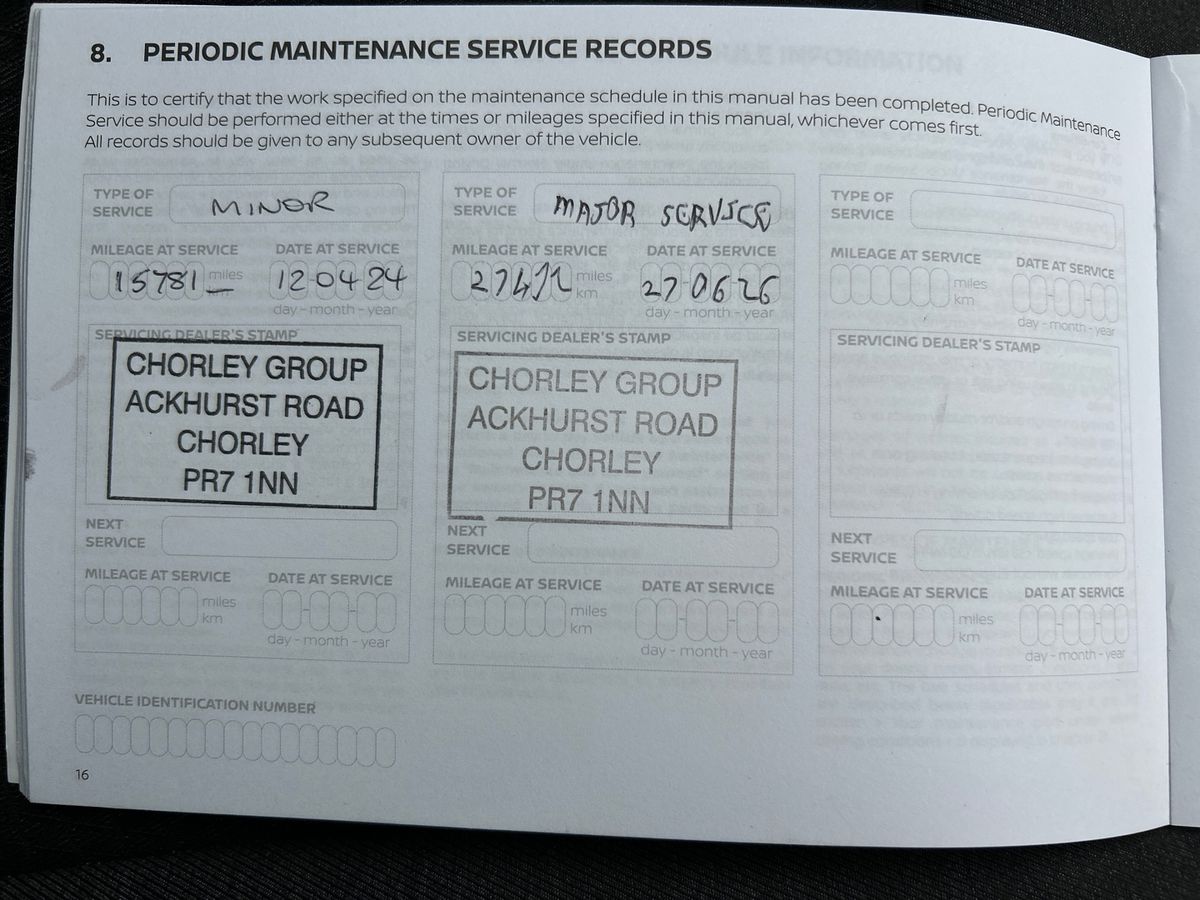 8. PERIODIC MAINTENANCE SERVICE RECORDS
This is to certify that the work specified on the maintenance schedule in this manual has been completed. Periodic Maintenance
Service should be performed either at the times or mileages specified in this manual, whichever comes first.
All records should be given to any subsequent owner of the vehicle.
TYPE OF
SERVICE
MINOR
MILEAGE AT SERVICE
DATE AT SERVICE
15781 miles
km
12-04-24
day - month - year
SERVICING DEALER'S STAMP
CHORLEY GROUP
ACKHURST ROAD
CHORLEY
PR7 1NN
NEXT
SERVICE
MILEAGE AT SERVICE
DATE AT SERVICE
miles
km
day - month - year
TYPE OF
SERVICE
MAJOR SERVICE
MILEAGE AT SERVICE
DATE AT SERVICE
miles
km
27-06-26
day - month - year
SERVICING DEALER'S STAMP
CHORLEY GROUP
ACKHURST ROAD
CHORLEY
PR7 1NN
NEXT
SERVICE
MILEAGE AT SERVICE
DATE AT SERVICE
miles
km
day - month - year
TYPE OF
SERVICE
MILEAGE AT SERVICE
DATE AT SERVICE
miles
km
day - month - year
SERVICING DEALER'S STAMP
NEXT
SERVICE
MILEAGE AT SERVICE
DATE AT SERVICE
miles
km
day - month - year
VEHICLE IDENTIFICATION NUMBER
16